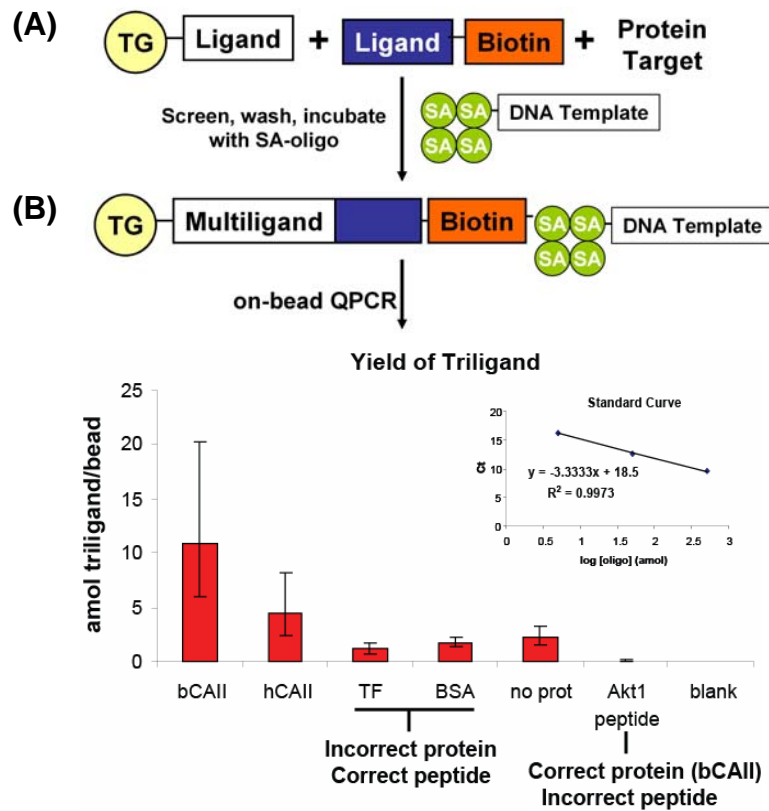 (A)
TG Ligand + Ligand Biotin + Protein
Target
Screen, wash, incubate
with SA-oligo
SA SA DNA Template
SA SA
(B)
TG Multiligand Biotin SA SA DNA Template
SA SA
on-bead QPCR
Yield of Triligand
amol triligand/bead
25
20
15
10
5
0
Standard Curve
Ct
20
15
10
5
0
y = -3.3333x + 18.5
R² = 0.9973
0 0.5 1 1.5 2 2.5 3
log [oligo] (amol)
bCAII hCAII TF BSA no prot Akt1 blank
peptide
Incorrect protein
Correct peptide
Correct protein (bCAII)
Incorrect peptide